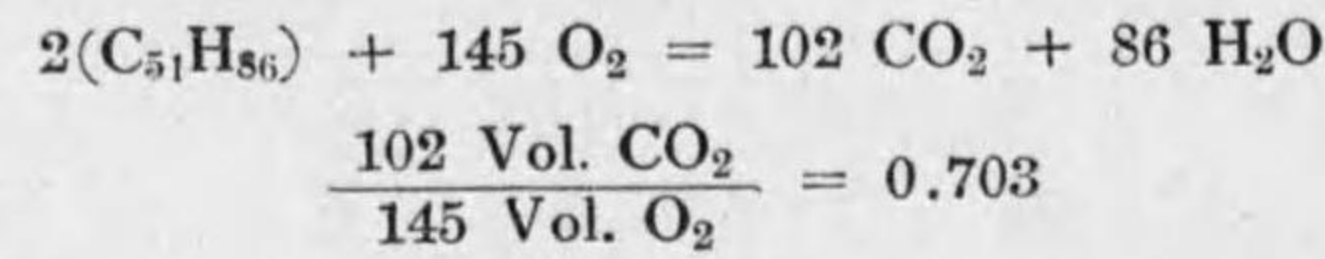 2(C₅₁H₈₆) + 145 O₂ = 102 CO₂ + 86 H₂O
102 Vol. CO₂
145 Vol. O₂ = 0.703